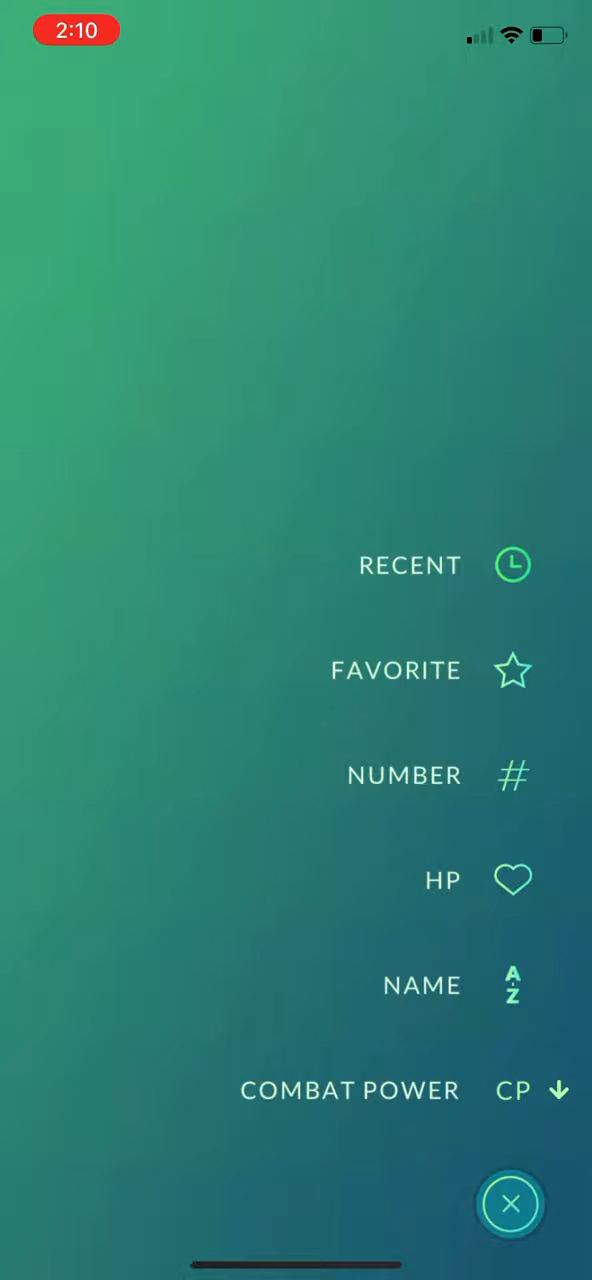 2:10
RECENT
FAVORITE
NUMBER #
HP
NAME A-Z
COMBAT POWER CP